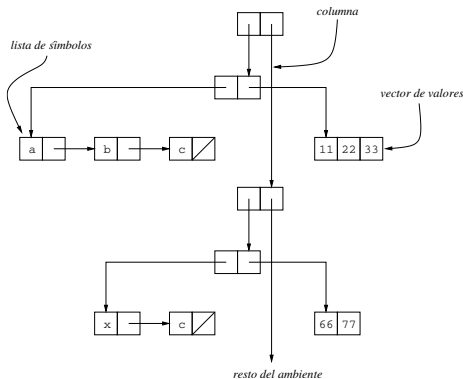 columna
lista de símbolos
vector de valores
a b c
11 22 33
x c
66 77
resto del ambiente